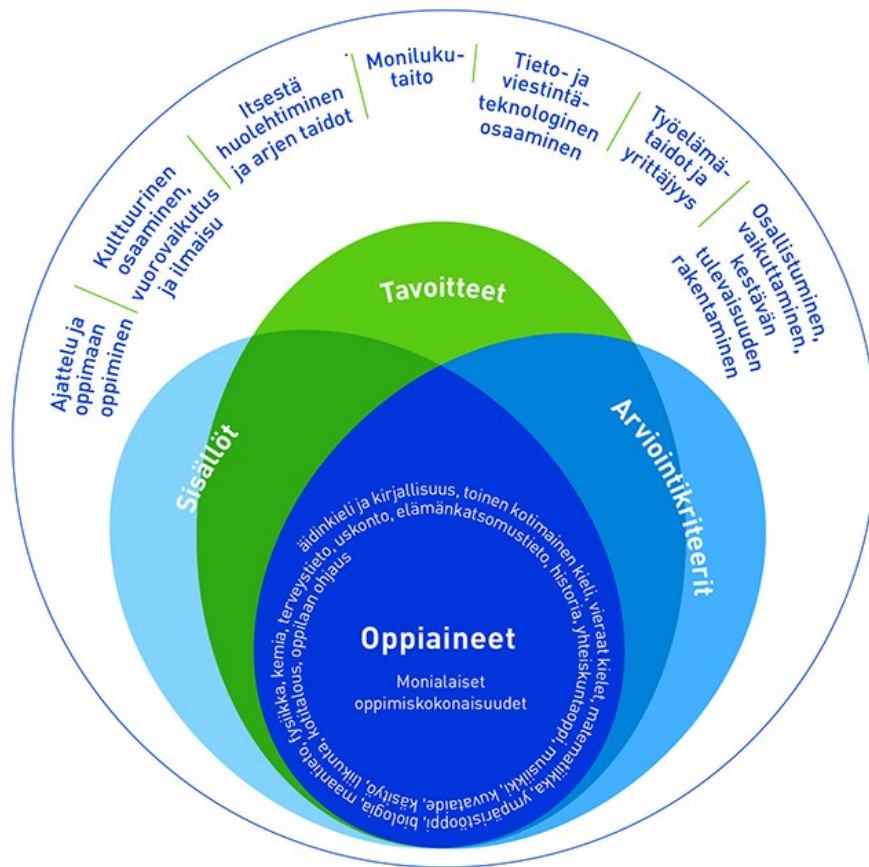 Ajattelu ja
oppimaan
oppiminen
Kulttuurinen
osaaminen,
vuorovaikutus
ja ilmaisu
Itsestä
huolehtiminen
ja arjen taidot
Moniluku-
taito
Tieto- ja
viestintä-
teknologinen
osaaminen
Työelämä-
taidot ja
yrittäjyys
Osallistuminen,
vaikuttaminen,
kestävän
tulevaisuuden
rakentaminen
Tavoitteet
Sisällöt
Arviointikriteerit
äidinkieli ja kirjallisuus, toinen kotimainen kieli, vieraat kielet, matematiikka, ympäristöoppi, biologia, maantieto, fysiikka, kemia, terveystieto, uskonto, elämänkatsomustieto, historia, yhteiskuntaoppi, musiikki, kuvataide, käsityö, liikunta, kotitalous, oppilaan ohjaus
Oppiaineet
Monialaiset
oppimiskokonaisuudet